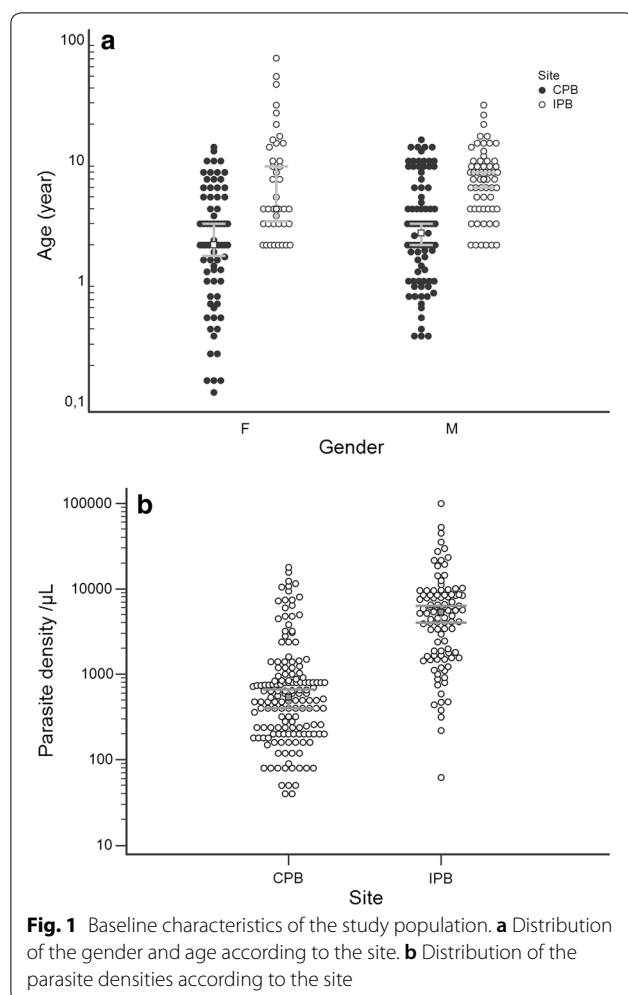 a
100
10
1
0,1
Age (year)
Site
CPB
IPB
F
M
Gender
b
100000
10000
1000
100
10
Parasite density /µL
CPB
IPB
Site
Fig. 1 Baseline characteristics of the study population. a Distribution
of the gender and age according to the site. b Distribution of the
parasite densities according to the site